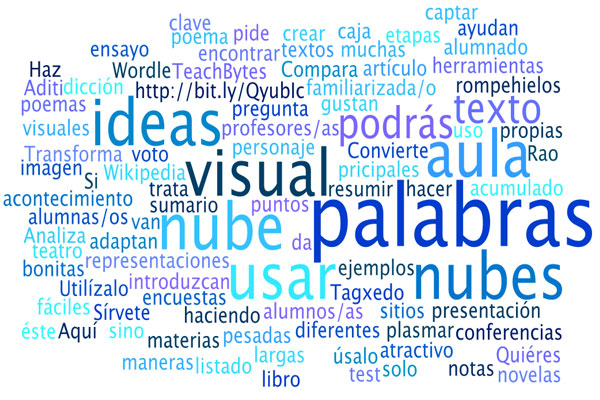 captar
clave
poema pide crear caja etapas ayudan
ensayo encontrar textos muchas alumnado
Haz Wordle TeachBytes Compara artículo herramientas
Aditi dicción http://bit.ly/Qyublc familiarizada/o rompehielos
poemas ideas pregunta gustan texto
visuales profesores/as podrás uso propias
Transforma voto personaje Convierte aula Rao
imagen Wikipedia visual pricipales
Si trata resumir hacer acumulado
acontecimiento sumario palabras
alumnas/os van nube puntos
Analiza adaptan da
teatro representaciones usar ejemplos nubes
bonitas introduzcan
Utilízalo encuestas Tagxedo
fáciles Sírvete haciendo alumnos/as sitios presentación
éste Aquí sino materias pesadas diferentes plasmar conferencias
maneras listado largas úsalo atractivo Quiéres
libro test solo notas novelas